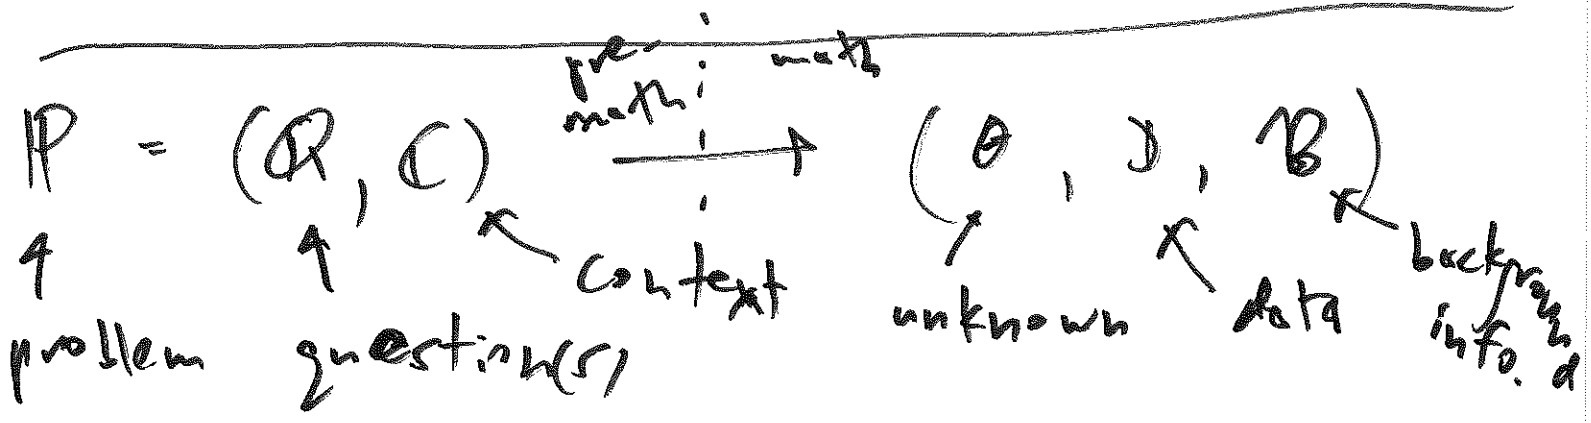 pre- math
math
ℙ = (Q, C) → (θ, D, B)
context
background
problem question(s) unknown data info.